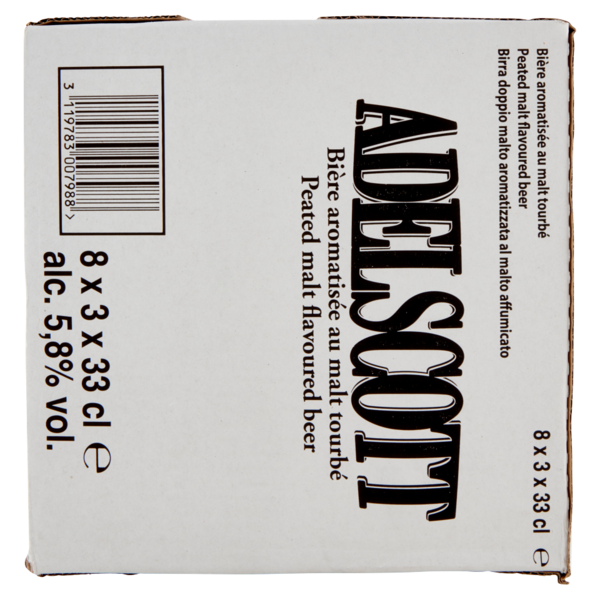 Bière aromatisée au malt tourbé
Peated malt flavoured beer
Birra doppio malto aromatizzata al malto affumicato
8 x 3 x 33 cl e
ADELSCOTT
Bière aromatisée au malt tourbé
Peated malt flavoured beer
3 119783 007988 >
8 x 3 x 33 cl e
alc. 5,8% vol.